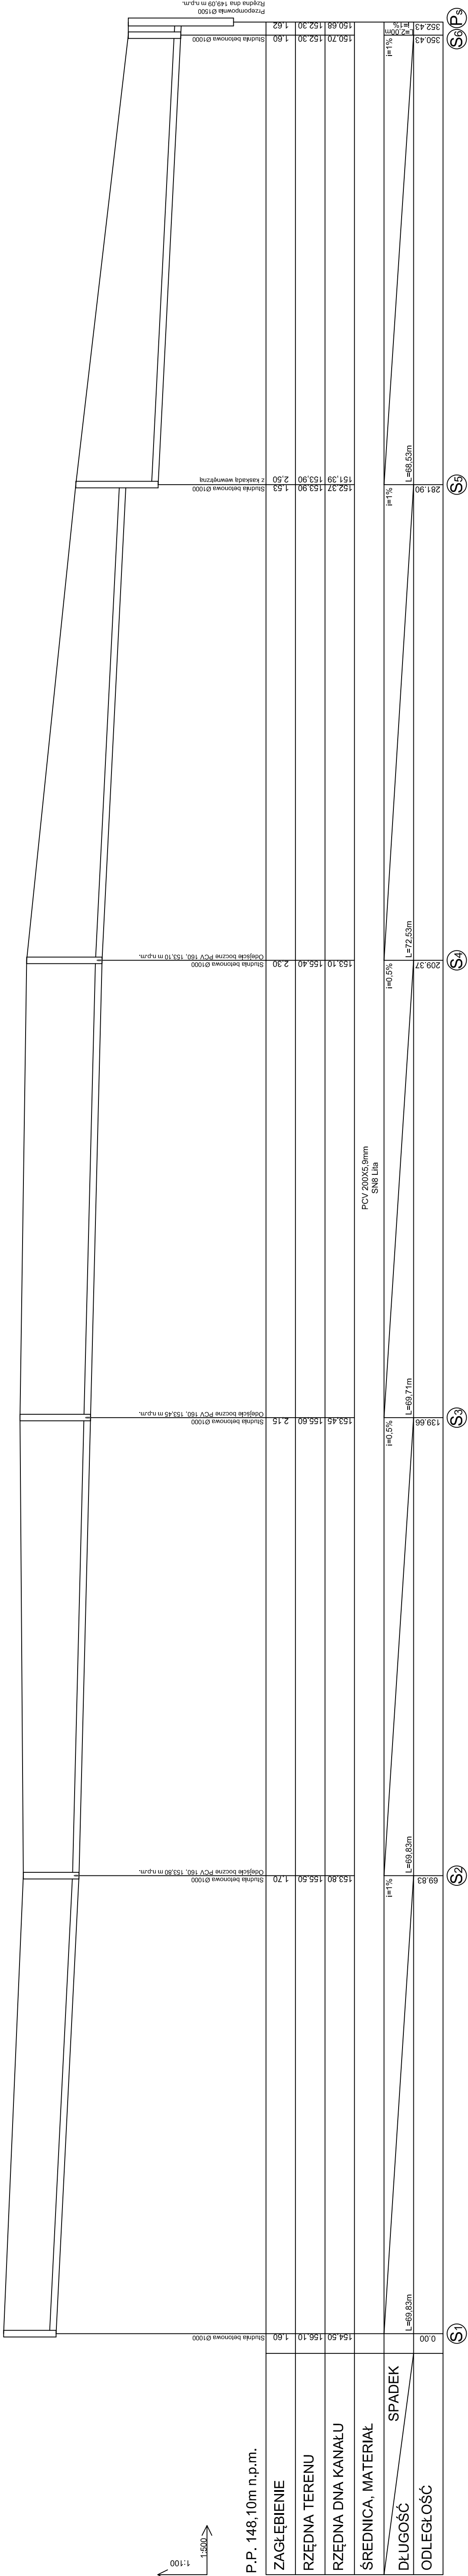 1:100
1:500
P.P. 148,10m n.p.m.
ZAGŁĘBIENIE
RZĘDNA TERENU
RZĘDNA DNA KANAŁU
ŚREDNICA, MATERIAŁ
SPADEK
DŁUGOŚĆ
ODLEGŁOŚĆ
Studnia betonowa Ø1000
1.60
156.10
154.50
L=69,83m
0.00
S1
Studnia betonowa Ø1000
Odejście boczne PCV 160, 153,80 m n.p.m.
1.70
155.50
153.80
i=1%
L=69,83m
69.83
S2
Studnia betonowa Ø1000
Odejście boczne PCV 160, 153,45 m n.p.m.
2.15
155.60
153.45
i=0,5%
L=69,71m
139.66
S3
PCV 200X5,9mm
SN8 Lita
Studnia betonowa Ø1000
Odejście boczne PCV 160, 153,10 m n.p.m.
2.30
155.40
153.10
i=0,5%
L=72,53m
209.37
S4
Studnia betonowa Ø1000
z kaskadą wewnętrzną
1.53
2,50
153.90
153,90
152.37
151,39
i=1%
L=68,53m
281.90
S5
Studnia betonowa Ø1000
1.60
152.30
150.70
i=1%
350.43
S6
Przepompownia Ø1500
Rzędna dna 149,09 m n.p.m.
1.62
152.30
150.68
i=1%
L=2,00m
352.43
Ps